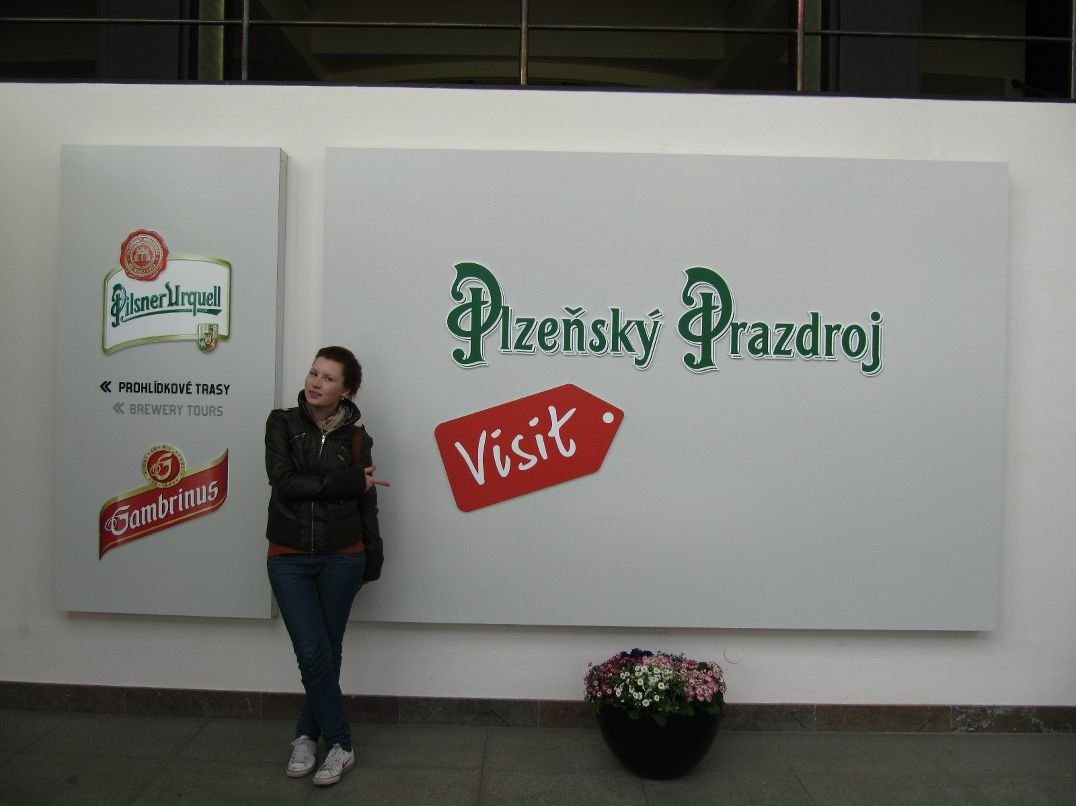 Pilsner Urquell
PROHLÍDKOVÉ TRASY
BREWERY TOURS
Gambrinus
Plzeňský Prazdroj
Visit